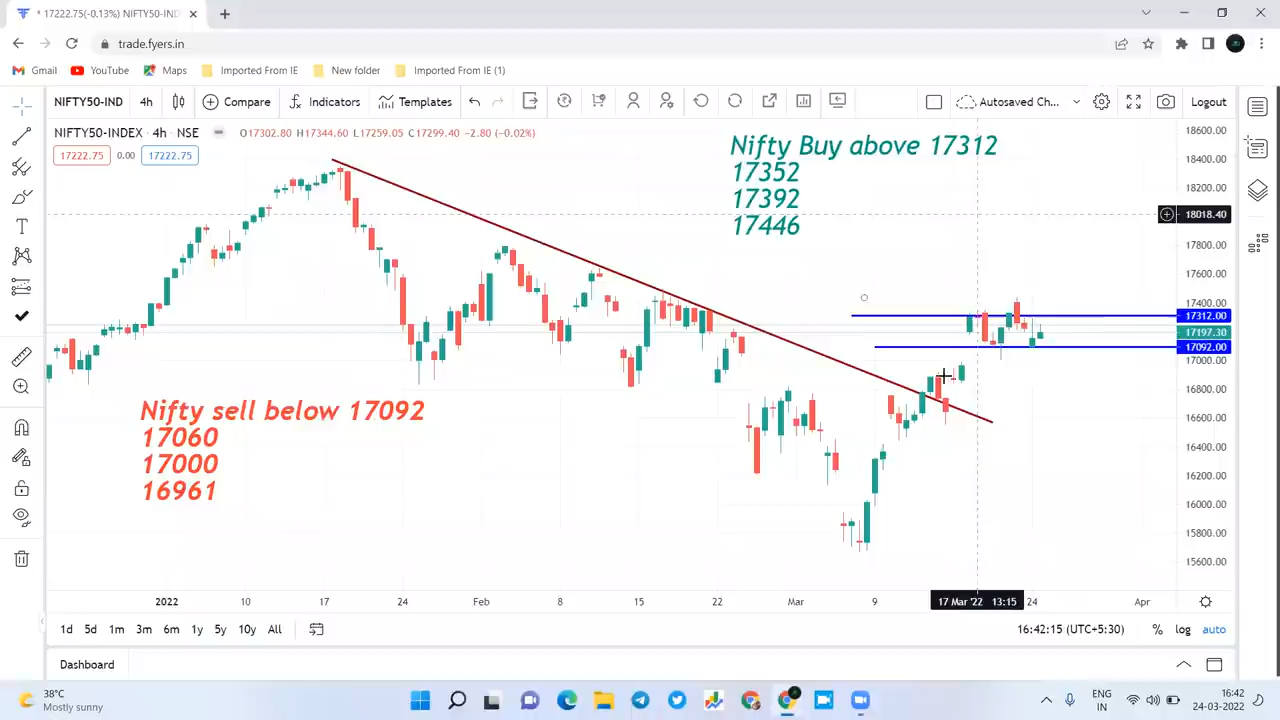 * 17222.75(-0.13%) NIFTY50-IND
trade.fyers.in
Gmail
YouTube
Maps
Imported From IE
New folder
Imported From IE (1)
NIFTY50-IND
4h
Compare
Indicators
Templates
Autosaved Ch...
Logout
NIFTY50-INDEX · 4h · NSE
O17302.80 H17344.60 L17259.05 C17299.40 -2.80 (-0.02%)
17222.75
0.00
17222.75
Nifty Buy above 17312
17352
17392
17446
Nifty sell below 17092
17060
17000
16961
18600.00
18400.00
18200.00
18018.40
17800.00
17600.00
17400.00
17312.00
17197.30
17092.00
17000.00
16800.00
16600.00
16400.00
16200.00
16000.00
15800.00
15600.00
2022
10
17
24
Feb
8
15
22
Mar
9
17 Mar '22 13:15
24
Apr
1d
5d
1m
3m
6m
1y
5y
10y
All
16:42:15 (UTC+5:30)
%
log
auto
Dashboard
38°C
Mostly sunny
ENG
IN
16:42
24-03-2022